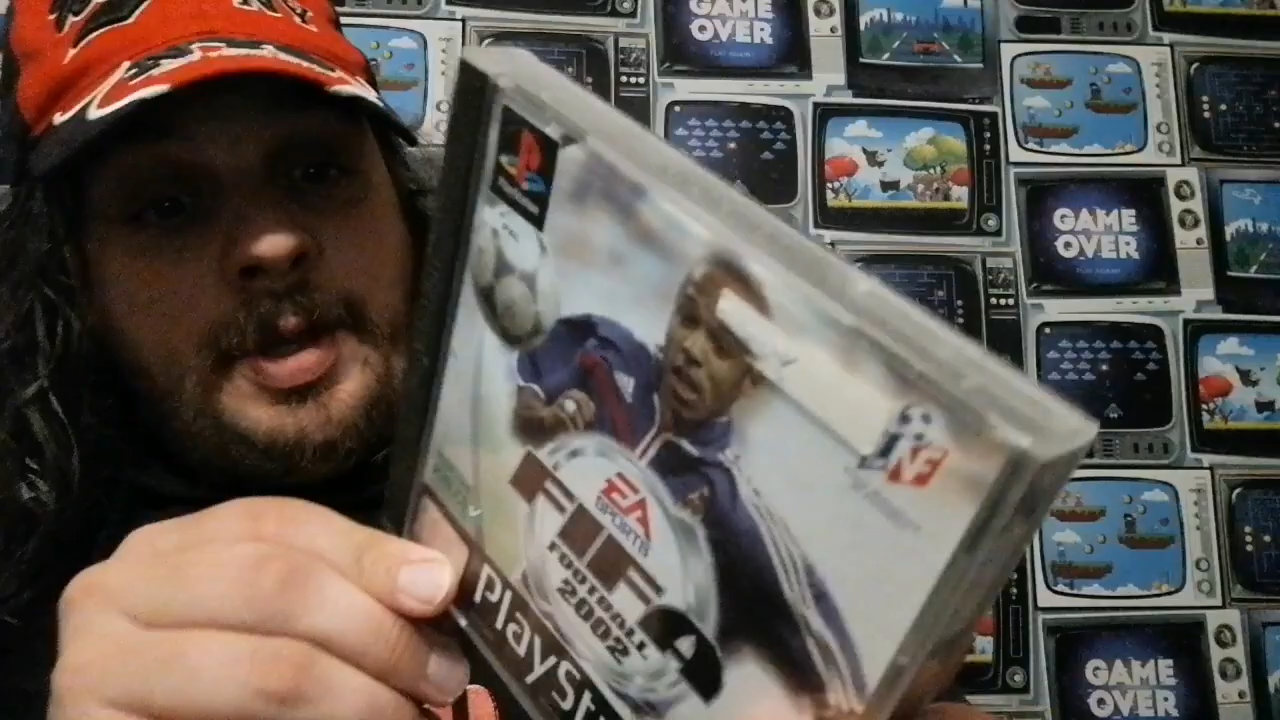 GAME
OVER
GAME
OVER
EA
SPORTS
FIFA
FOOTBALL
2002
PlaySt
GAME
OVER